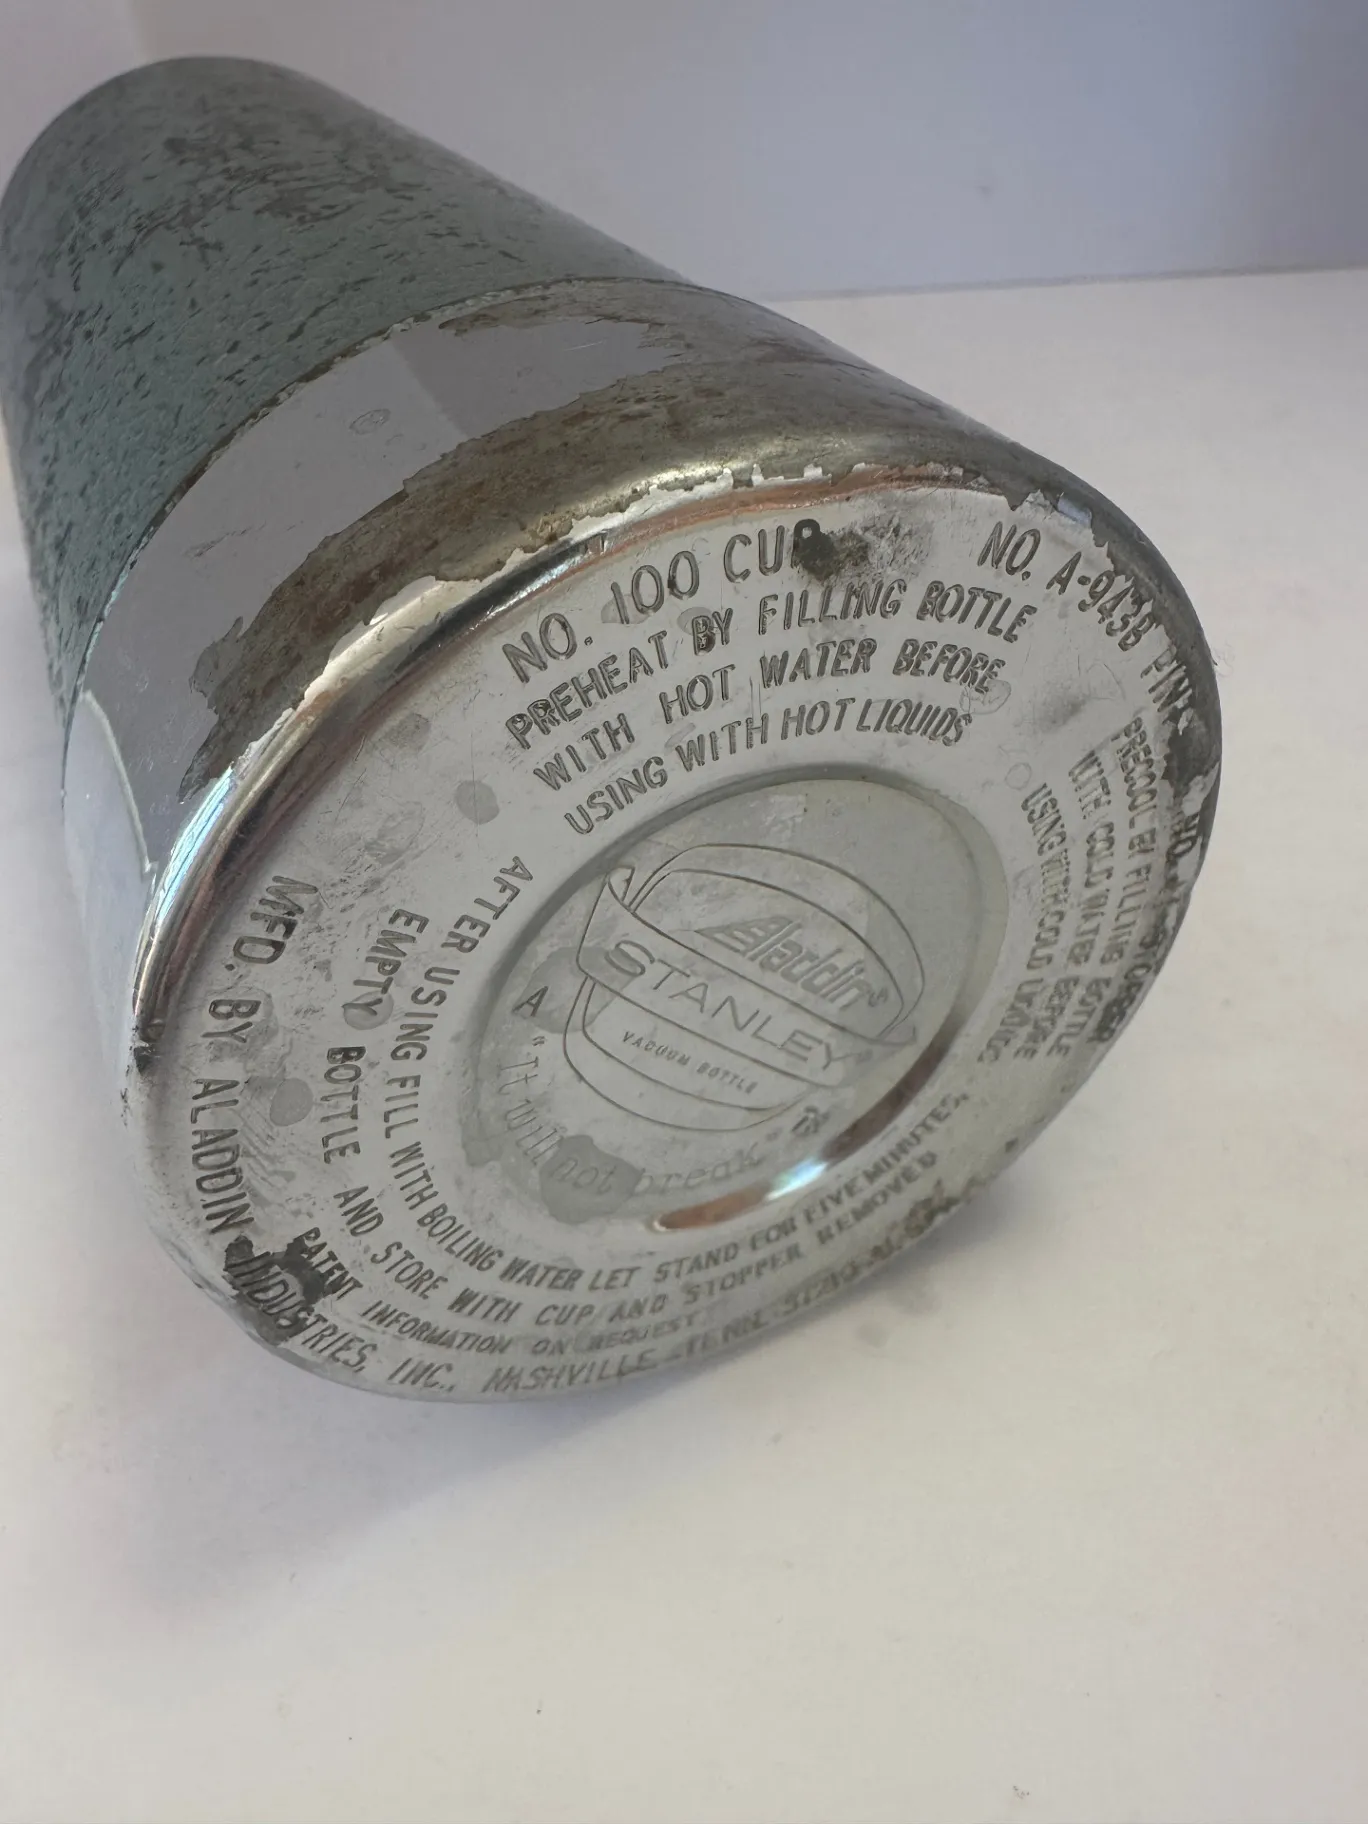 NO. 100 CUP
PREHEAT BY FILLING BOTTLE
WITH HOT WATER BEFORE
USING WITH HOT LIQUIDS
NO. A-943B PINT
PRECOOL BY FILLING BOTTLE
WITH COLD WATER BEFORE
USING WITH COLD LIQUIDS
NO. STOPPER
AFTER USING FILL WITH BOILING WATER LET STAND FOR FIVE MINUTES.
EMPTY BOTTLE AND STORE WITH CUP AND STOPPER REMOVED
PATENT INFORMATION ON REQUEST
MFD. BY ALADDIN INDUSTRIES, INC., NASHVILLE, TENN.
Aladdin®
STANLEY®
VACUUM BOTTLE
A
"It will not break"